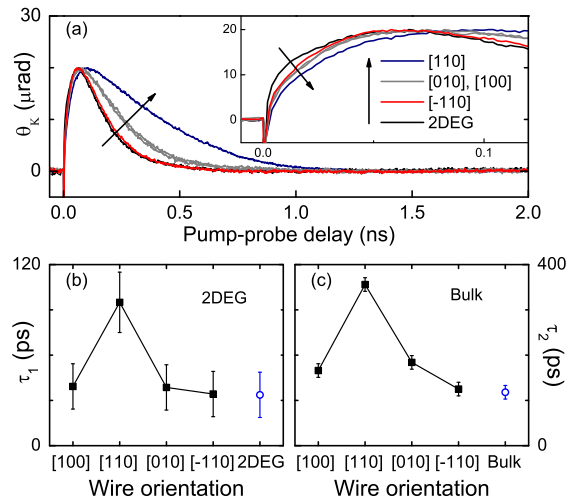 (a)
30
0
θK (μrad)
0.0
0.5
1.0
1.5
2.0
Pump-probe delay (ns)
20
10
0
0.0
0.1
[110]
[010], [100]
[-110]
2DEG
(b)
2DEG
120
0
τ1 (ps)
[100]
[110]
[010]
[-110]
2DEG
Wire orientation
(c)
Bulk
400
0
τ2 (ps)
[100]
[110]
[010]
[-110]
Bulk
Wire orientation